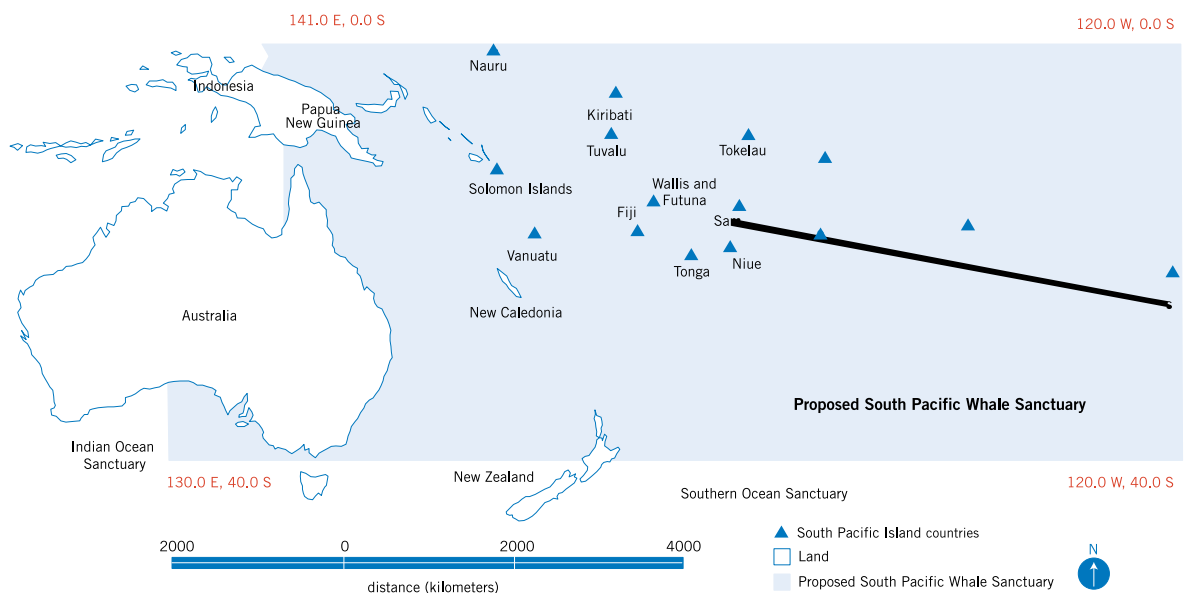 141.0 E, 0.0 S
120.0 W, 0.0 S
Nauru
Indonesia
Papua
New Guinea
Kiribati
Tuvalu
Tokelau
Solomon Islands
Wallis and
Futuna
Fiji
Vanuatu
Tonga
Niue
New Caledonia
Australia
Proposed South Pacific Whale Sanctuary
Indian Ocean
Sanctuary
130.0 E, 40.0 S
New Zealand
120.0 W, 40.0 S
Southern Ocean Sanctuary
South Pacific Island countries
Land
Proposed South Pacific Whale Sanctuary
N
2000
0
2000
4000
distance (kilometers)